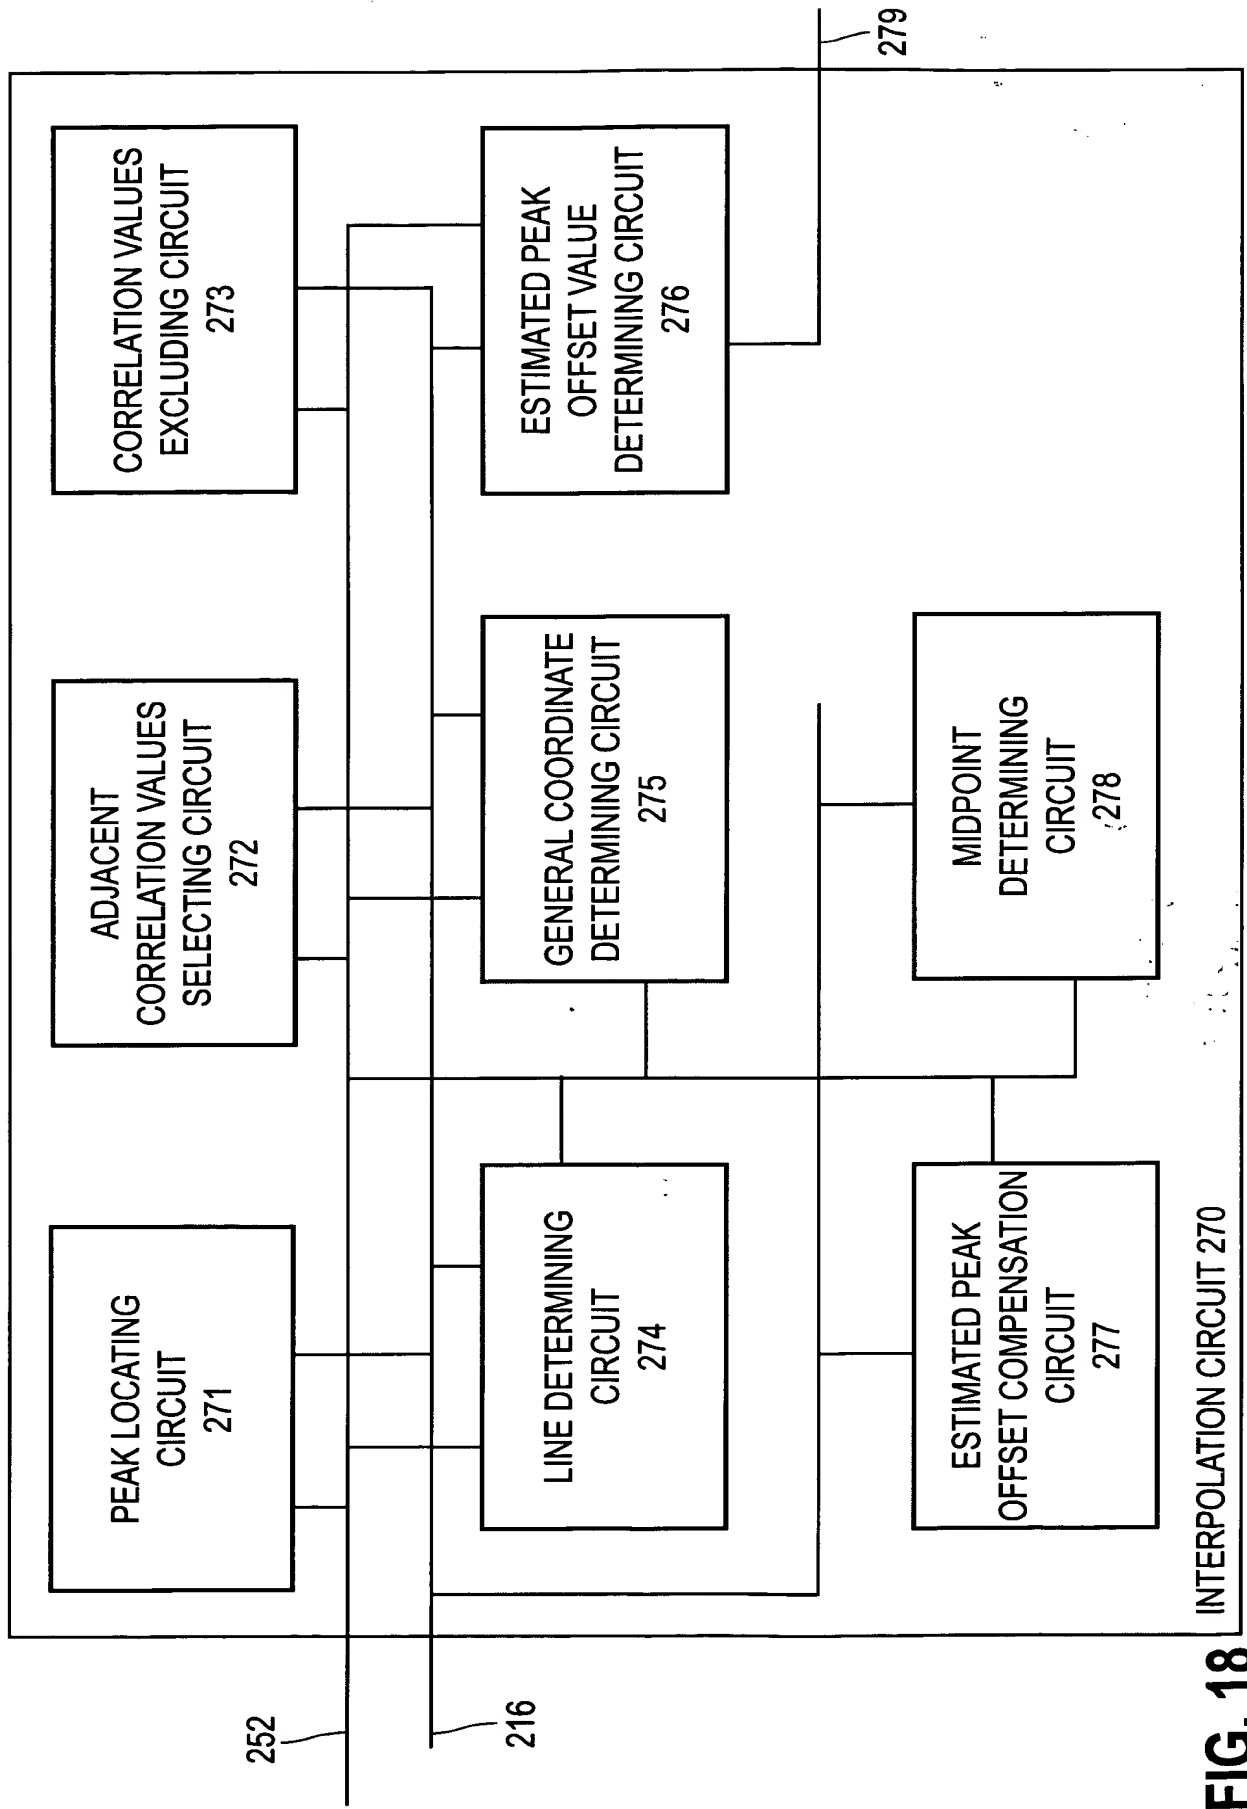 252
216
279
PEAK LOCATING
CIRCUIT
271
ADJACENT
CORRELATION VALUES
SELECTING CIRCUIT
272
CORRELATION VALUES
EXCLUDING CIRCUIT
273
LINE DETERMINING
CIRCUIT
274
GENERAL COORDINATE
DETERMINING CIRCUIT
275
ESTIMATED PEAK
OFFSET VALUE
DETERMINING CIRCUIT
276
ESTIMATED PEAK
OFFSET COMPENSATION
CIRCUIT
277
MIDPOINT
DETERMINING
CIRCUIT
278
INTERPOLATION CIRCUIT 270
FIG. 18